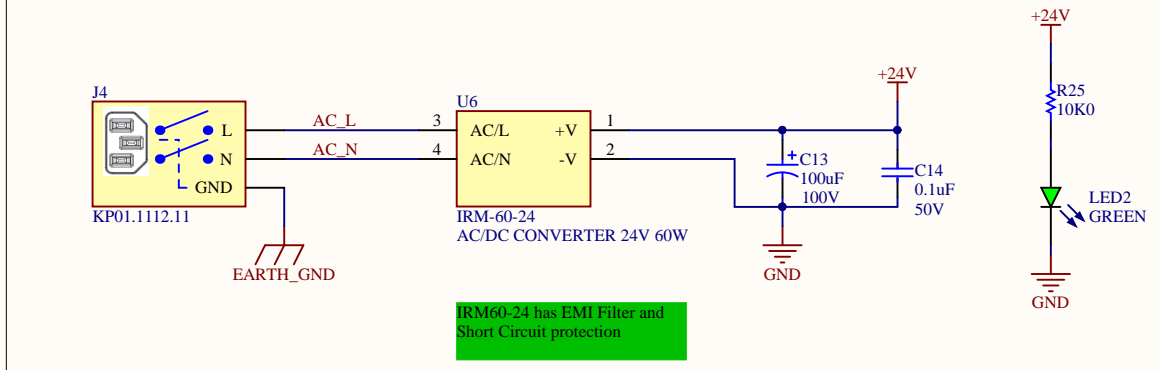 +24V
J4
L
N
GND
KP01.1112.11
AC_L
AC_N
EARTH_GND
U6
3
AC/L
+V
1
4
AC/N
-V
2
IRM-60-24
AC/DC CONVERTER 24V 60W
+24V
+
C13
100uF
100V
C14
0.1uF
50V
GND
R25
10K0
LED2
GREEN
GND
IRM60-24 has EMI Filter and
Short Circuit protection